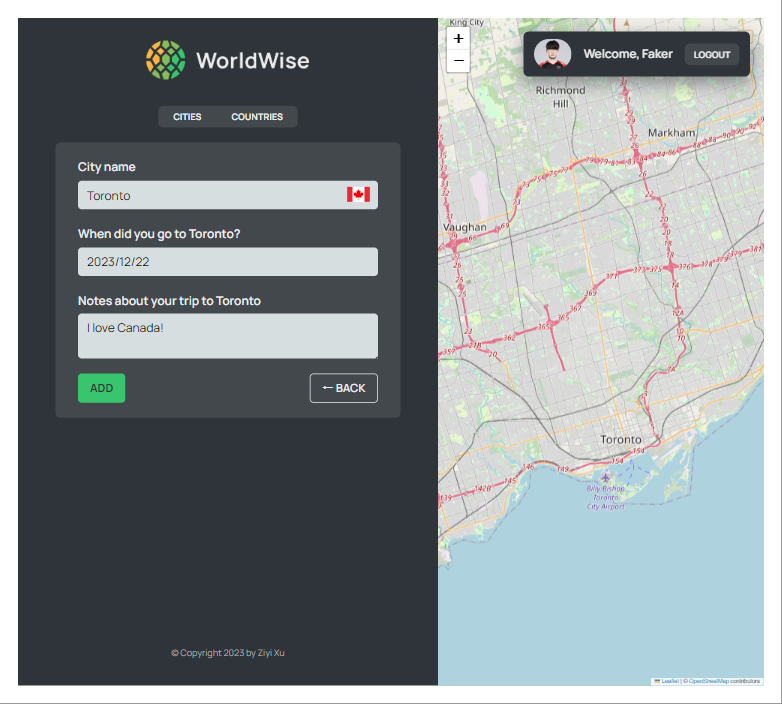 WorldWise
CITIES COUNTRIES
City name
Toronto
When did you go to Toronto?
2023/12/22
Notes about your trip to Toronto
I love Canada!
ADD
← BACK
© Copyright 2023 by Ziyi Xu
King City
+
−
Welcome, Faker
LOGOUT
Richmond
Hill
Markham
Vaughan
Toronto
Billy Bishop
Toronto
City Airport
Leaflet | © OpenStreetMap contributors